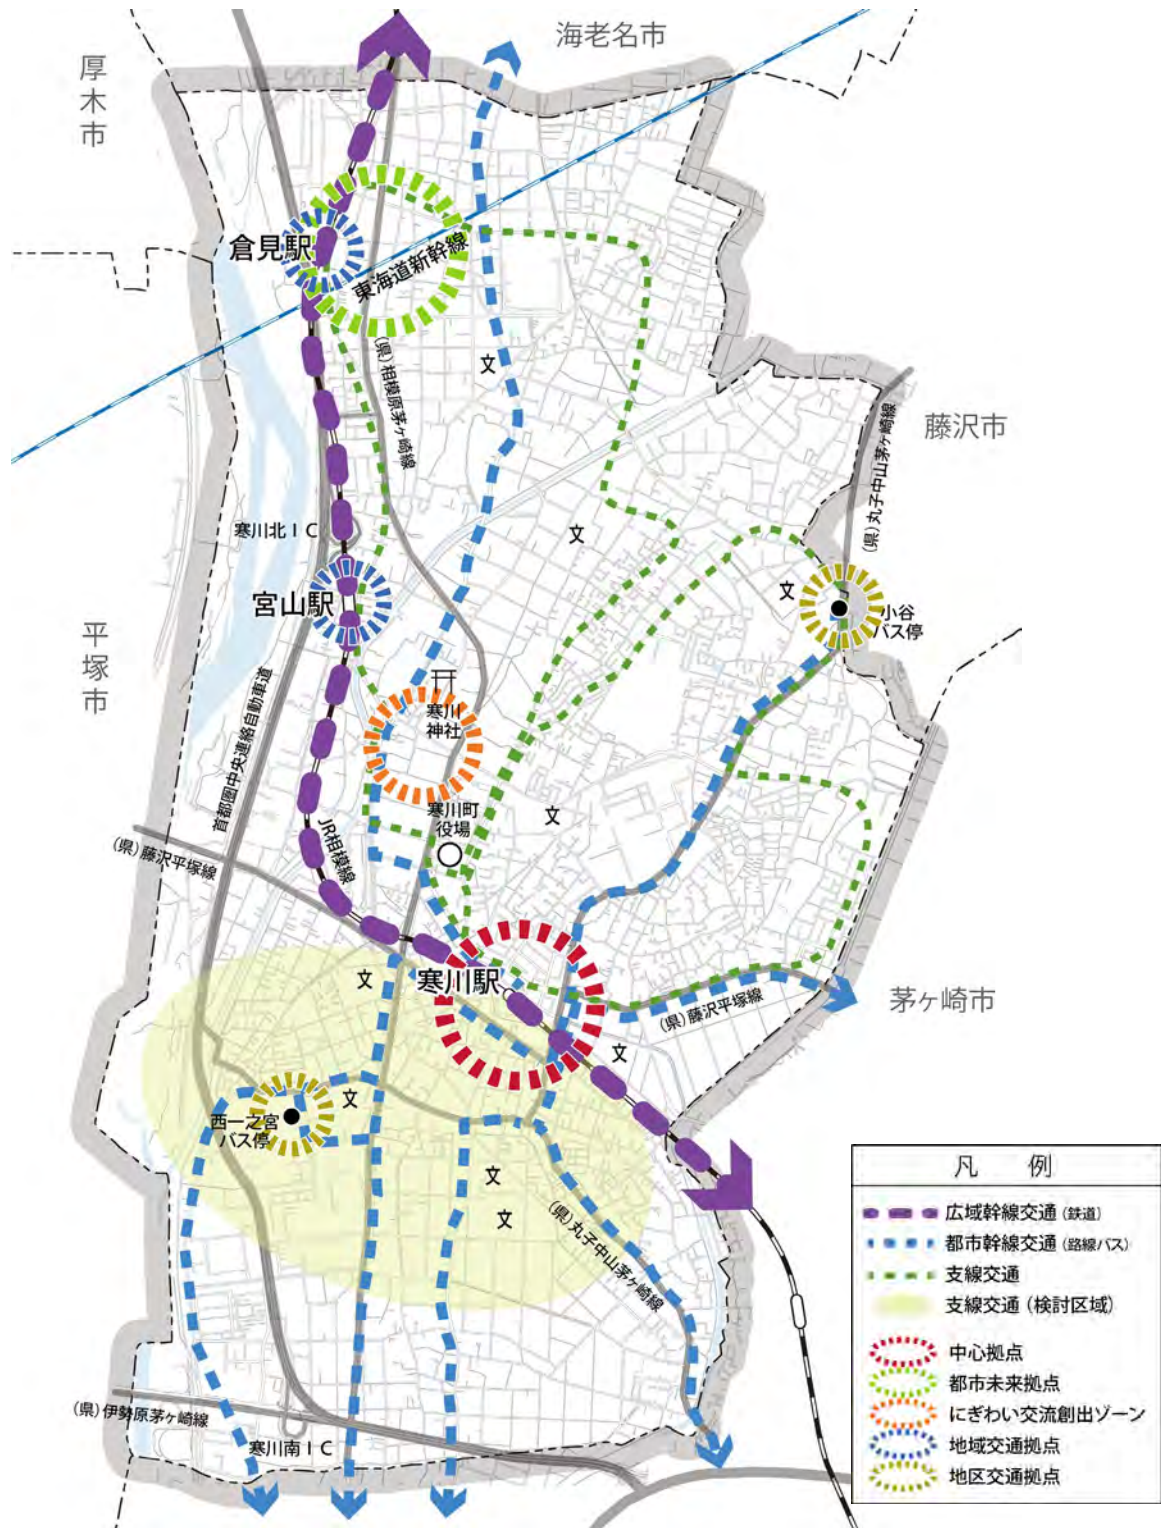 海老名市
厚木市
倉見駅
東海道新幹線
(県)相模原茅ヶ崎線
文
藤沢市
(県)丸子中山茅ヶ崎線
寒川北IC
文
宮山駅
文
小谷
バス停
平塚市
寒川
神社
首都圏中央連絡自動車道
寒川町
役場
文
JR相模線
(県)藤沢平塚線
寒川駅
文
(県)藤沢平塚線
茅ヶ崎市
文
文
西一之宮
バス停
文
文
(県)丸子中山茅ヶ崎線
(県)伊勢原茅ヶ崎線
寒川南IC
凡 例
広域幹線交通(鉄道)
都市幹線交通(路線バス)
支線交通
支線交通(検討区域)
中心拠点
都市未来拠点
にぎわい交流創出ゾーン
地域交通拠点
地区交通拠点